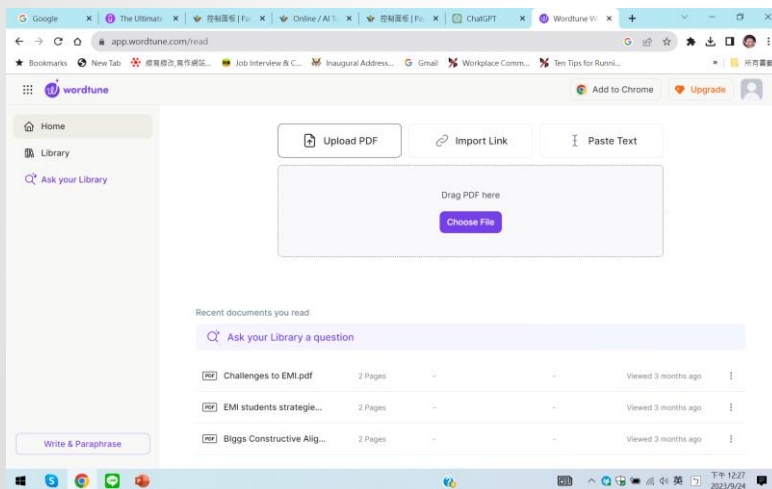 Google
The Ultimate
控制面板 | Pa
Online / AI To
控制面板 | Pa
ChatGPT
Wordtune W
app.wordtune.com/read
Bookmarks
New Tab
Job Interview & C...
Inaugural Address...
Gmail
Workplace Comm...
Ten Tips for Runni...
»
wordtune
Add to Chrome
Upgrade
Home
Library
Ask your Library
Upload PDF
Import Link
Paste Text
Drag PDF here
Choose File
Recent documents you read
Ask your Library a question
PDF Challenges to EMI.pdf 2 Pages - - Viewed 3 months ago
PDF EMI students strategie... 2 Pages - - Viewed 3 months ago
PDF BIggs Constructive Alig... 2 Pages - - Viewed 3 months ago
Write & Paraphrase
英
下午 12:27
2023/9/24